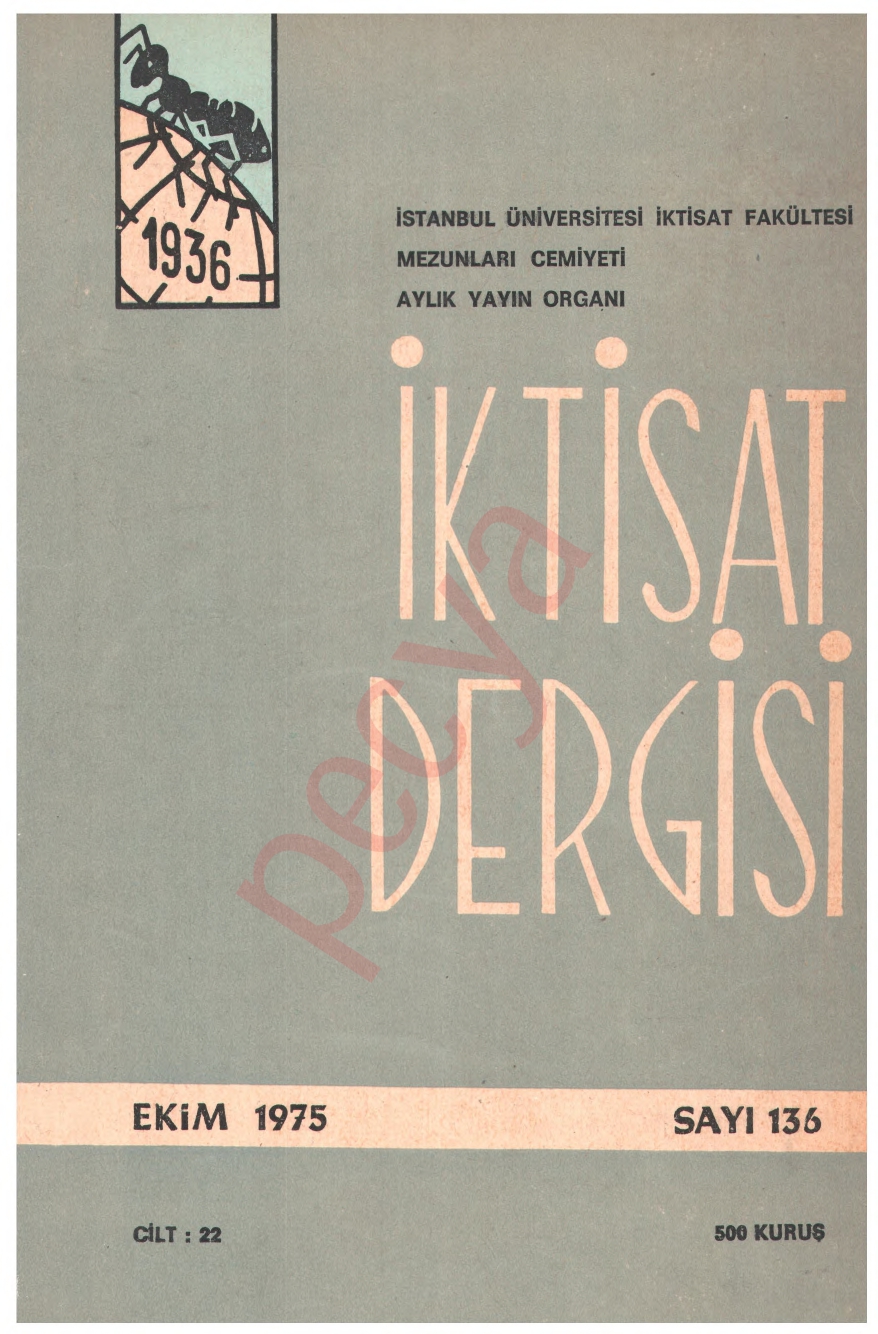 1936
İSTANBUL ÜNİVERSİTESİ İKTİSAT FAKÜLTESİ
MEZUNLARI CEMİYETİ
AYLIK YAYIN ORGANI
İKTİSAT
DERGİSİ
pecya
EKİM 1975 SAYI 136
CİLT : 22 500 KURUŞ